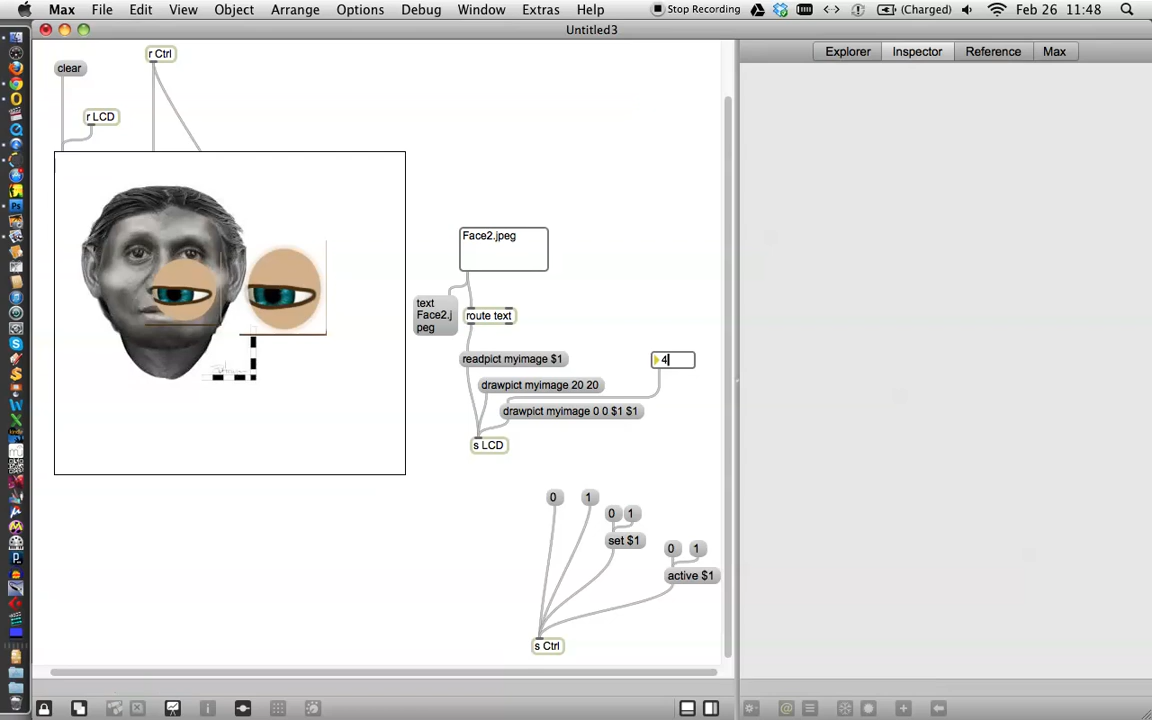 Max File Edit View Object Arrange Options Debug Window Extras Help Stop Recording (Charged) Feb 26 11:48
Untitled3
Explorer Inspector Reference Max
r Ctrl
clear
r LCD
Face2.jpeg
text
Face2.j
peg
route text
readpict myimage $1
4
drawpict myimage 20 20
drawpict myimage 0 0 $1 $1
s LCD
0 1
0 1
set $1
0 1
active $1
s Ctrl